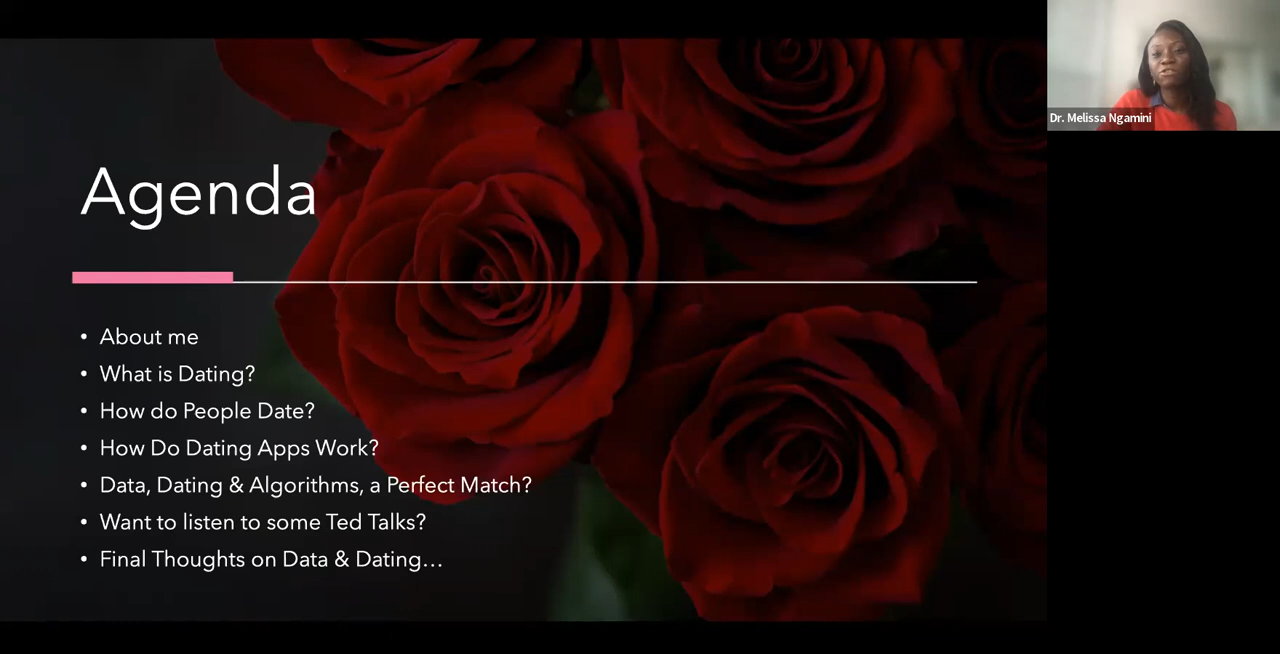 Agenda
• About me
• What is Dating?
• How do People Date?
• How Do Dating Apps Work?
• Data, Dating & Algorithms, a Perfect Match?
• Want to listen to some Ted Talks?
• Final Thoughts on Data & Dating…
Dr. Melissa Ngamini